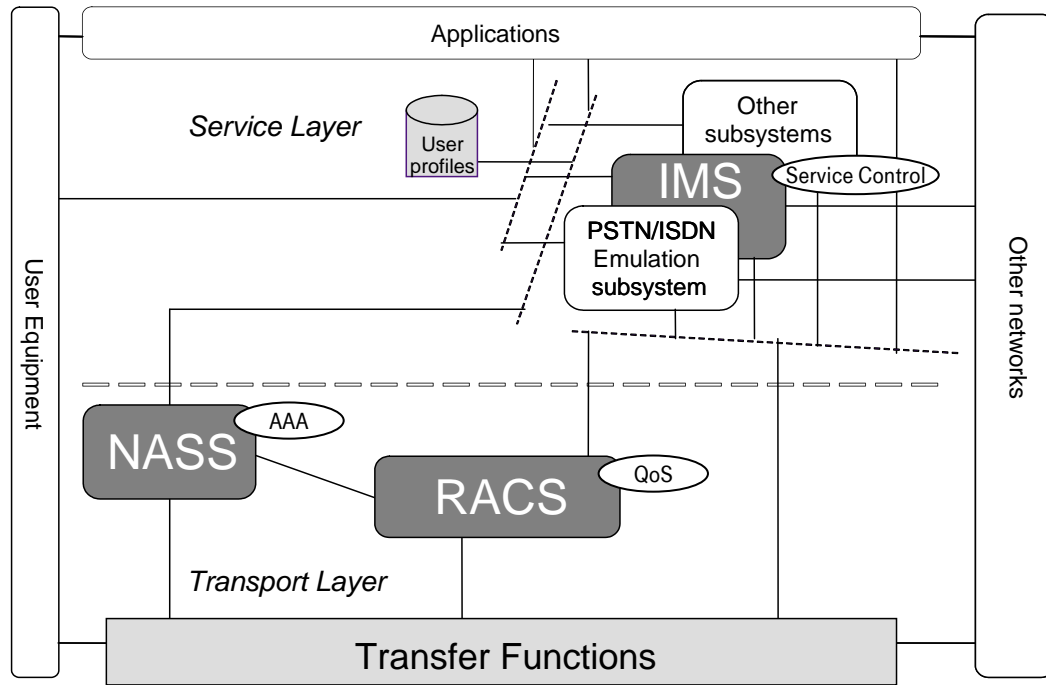 Applications
Service Layer
User
profiles
Other
subsystems
IMS
Service Control
PSTN/ISDN
Emulation
subsystem
User Equipment
Other networks
NASS
AAA
RACS
QoS
Transport Layer
Transfer Functions